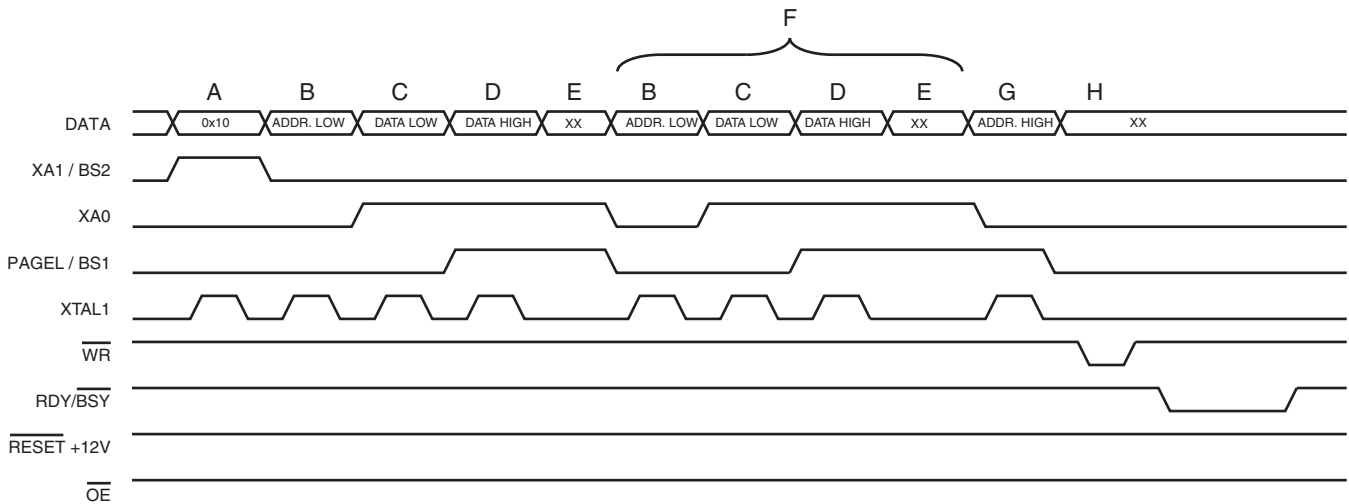 F
A B C D E B C D E G H
DATA 0x10 ADDR. LOW DATA LOW DATA HIGH XX ADDR. LOW DATA LOW DATA HIGH XX ADDR. HIGH XX
XA1 / BS2
XA0
PAGEL / BS1
XTAL1
WR
RDY/BSY
RESET +12V
OE